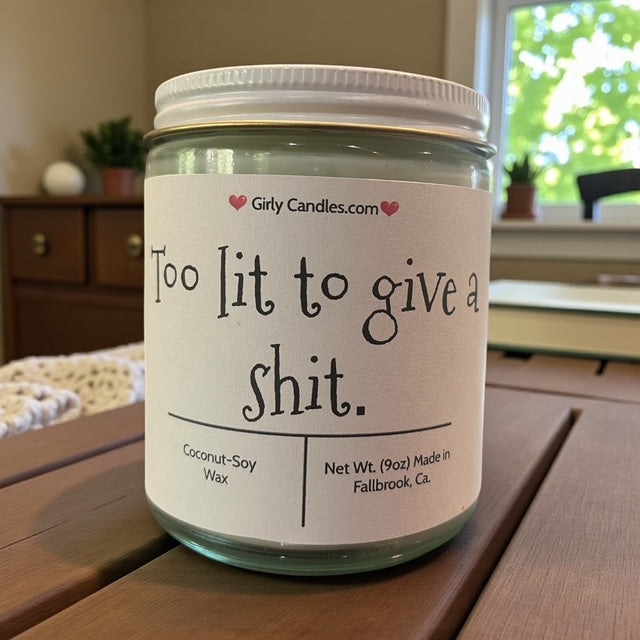 ❤ Girly Candles.com ❤
Too lit to give a
shit.
Coconut-Soy
Wax
Net Wt. (9oz) Made in
Fallbrook, Ca.